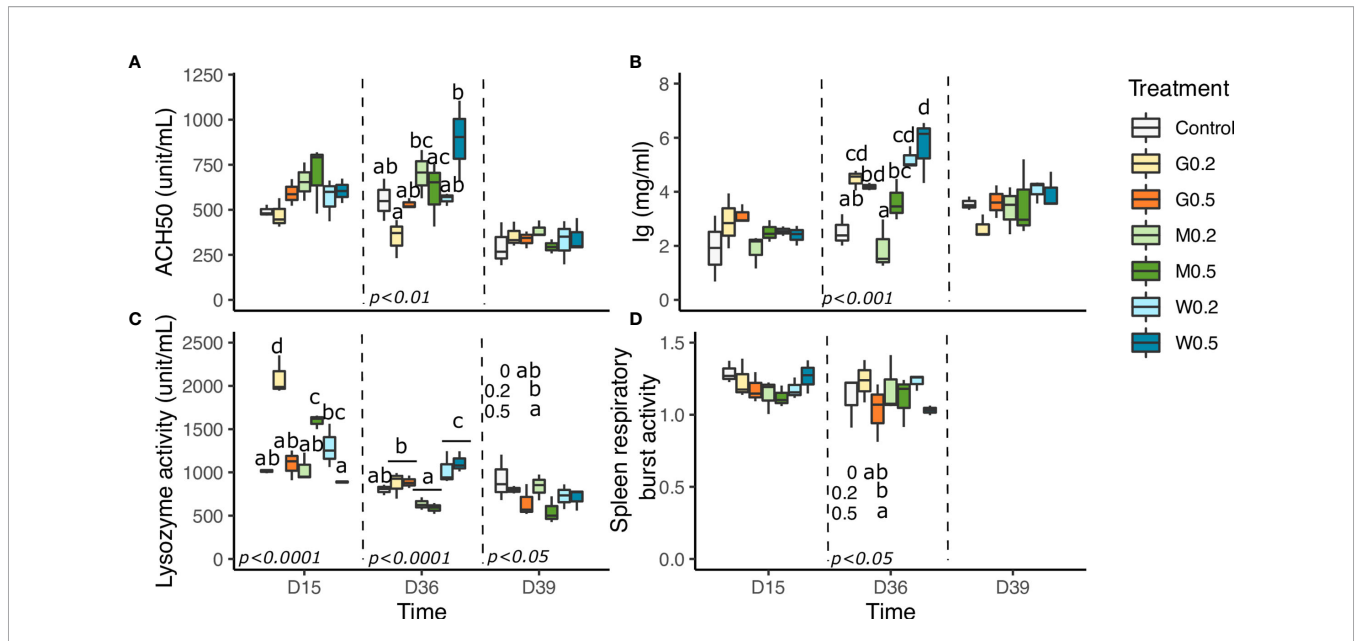 A
ACH50 (unit/mL)
1250
1000
750
500
250
0
ab
a
ab
bc
ac
ab
b
p<0.01
B
Ig (mg/ml)
8
6
4
2
0
ab
cd
bd
a
bc
cd
d
p<0.001
Treatment
Control
G0.2
G0.5
M0.2
M0.5
W0.2
W0.5
C
Lysozyme activity (unit/mL)
2500
2000
1500
1000
500
0
ab
d
ab
ab
c
bc
a
ab
b
a
c
0 ab
0.2 b
0.5 a
p<0.0001
p<0.0001
p<0.05
D15
D36
D39
Time
D
Spleen respiratory
burst activity
1.5
1.0
0.5
0.0
0 ab
0.2 b
0.5 a
p<0.05
D15
D36
D39
Time